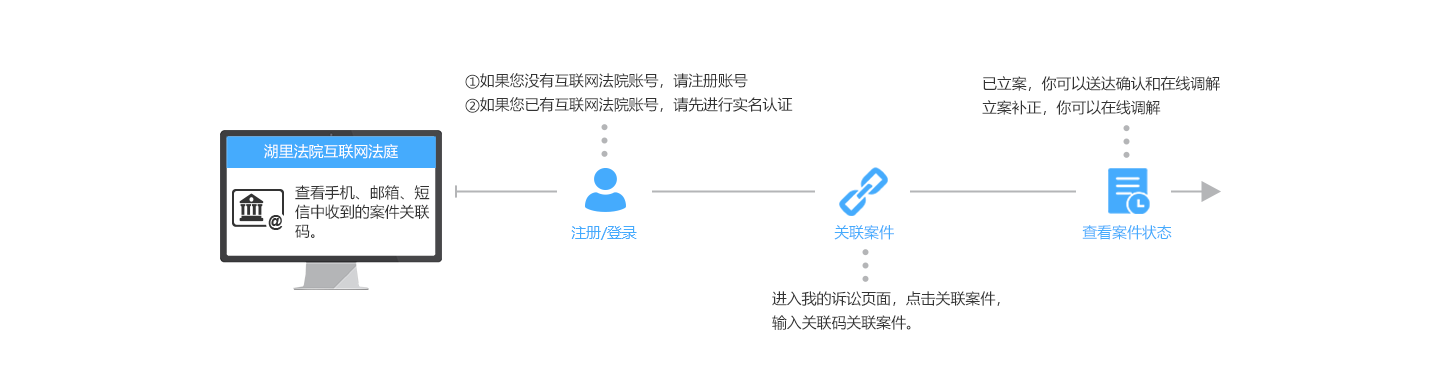 湖里法院互联网法庭
查看手机、邮箱、短
信中收到的案件关联
码。
@
①如果您没有互联网法院账号，请注册账号
②如果您已有互联网法院账号，请先进行实名认证
注册/登录
关联案件
进入我的诉讼页面，点击关联案件，
输入关联码关联案件。
已立案，你可以送达确认和在线调解
立案补正，你可以在线调解
查看案件状态